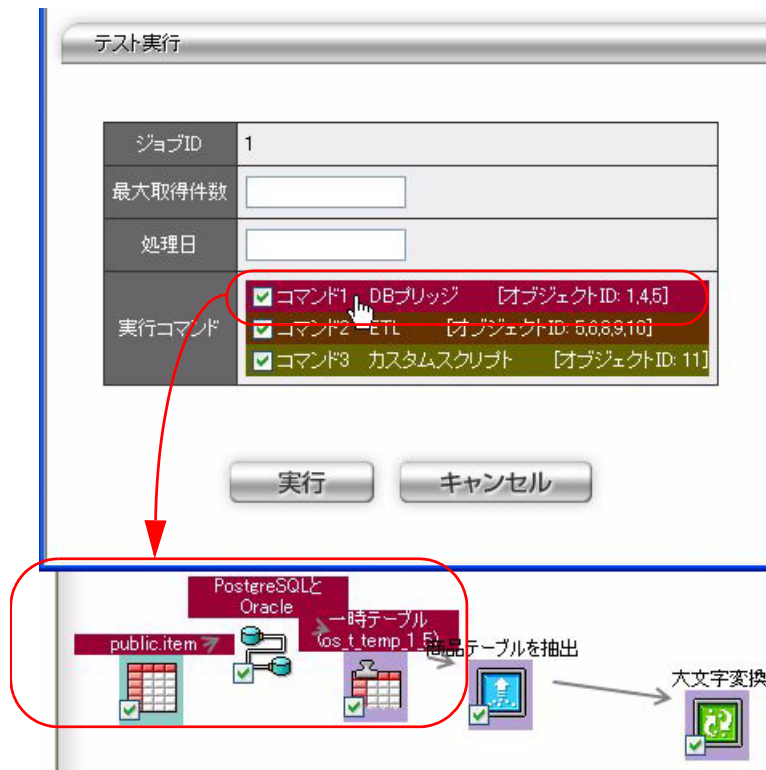 テスト実行
ジョブID 1
最大取得件数
処理日
実行コマンド
コマンド1 DBブリッジ [オブジェクトID: 1,4,5]
コマンド2 ETL [オブジェクトID: 5,6,8,9,10]
コマンド3 カスタムスクリプト [オブジェクトID: 11]
実行 キャンセル
PostgreSQLと
Oracle
一時テーブル
(os_t_temp_1_5)
public.item
商品テーブルを抽出
大文字変換